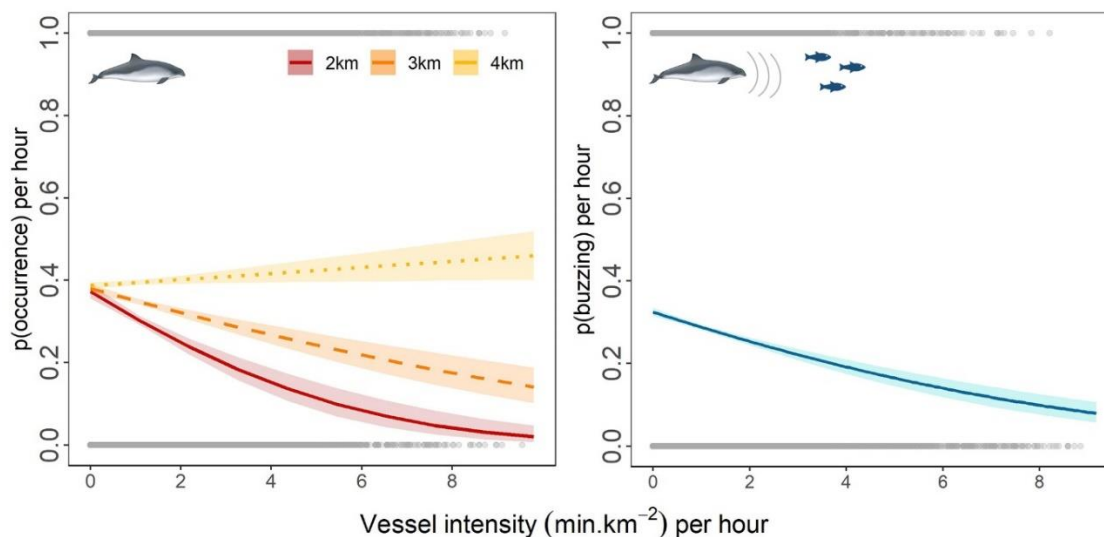 p(occurrence) per hour
1.0
0.8
0.6
0.4
0.2
0.0
2km 3km 4km
0 2 4 6 8
p(buzzing) per hour
1.0
0.8
0.6
0.4
0.2
0.0
0 2 4 6 8
Vessel intensity (min.km⁻²) per hour